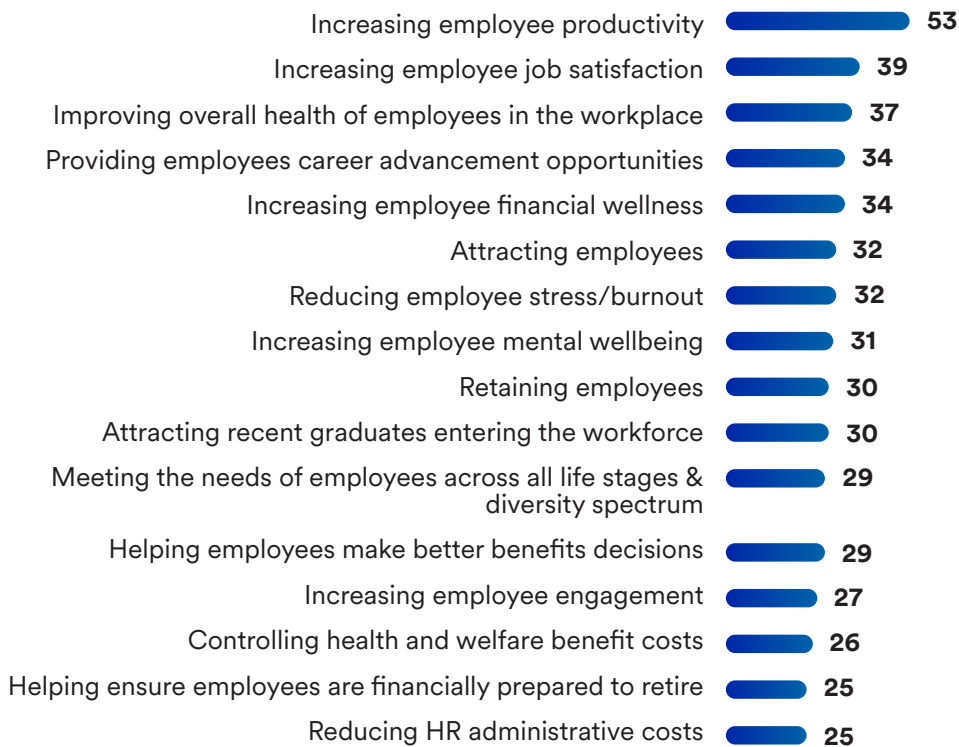 Increasing employee productivity 53
Increasing employee job satisfaction 39
Improving overall health of employees in the workplace 37
Providing employees career advancement opportunities 34
Increasing employee financial wellness 34
Attracting employees 32
Reducing employee stress/burnout 32
Increasing employee mental wellbeing 31
Retaining employees 30
Attracting recent graduates entering the workforce 30
Meeting the needs of employees across all life stages & 29
diversity spectrum
Helping employees make better benefits decisions 29
Increasing employee engagement 27
Controlling health and welfare benefit costs 26
Helping ensure employees are financially prepared to retire 25
Reducing HR administrative costs 25